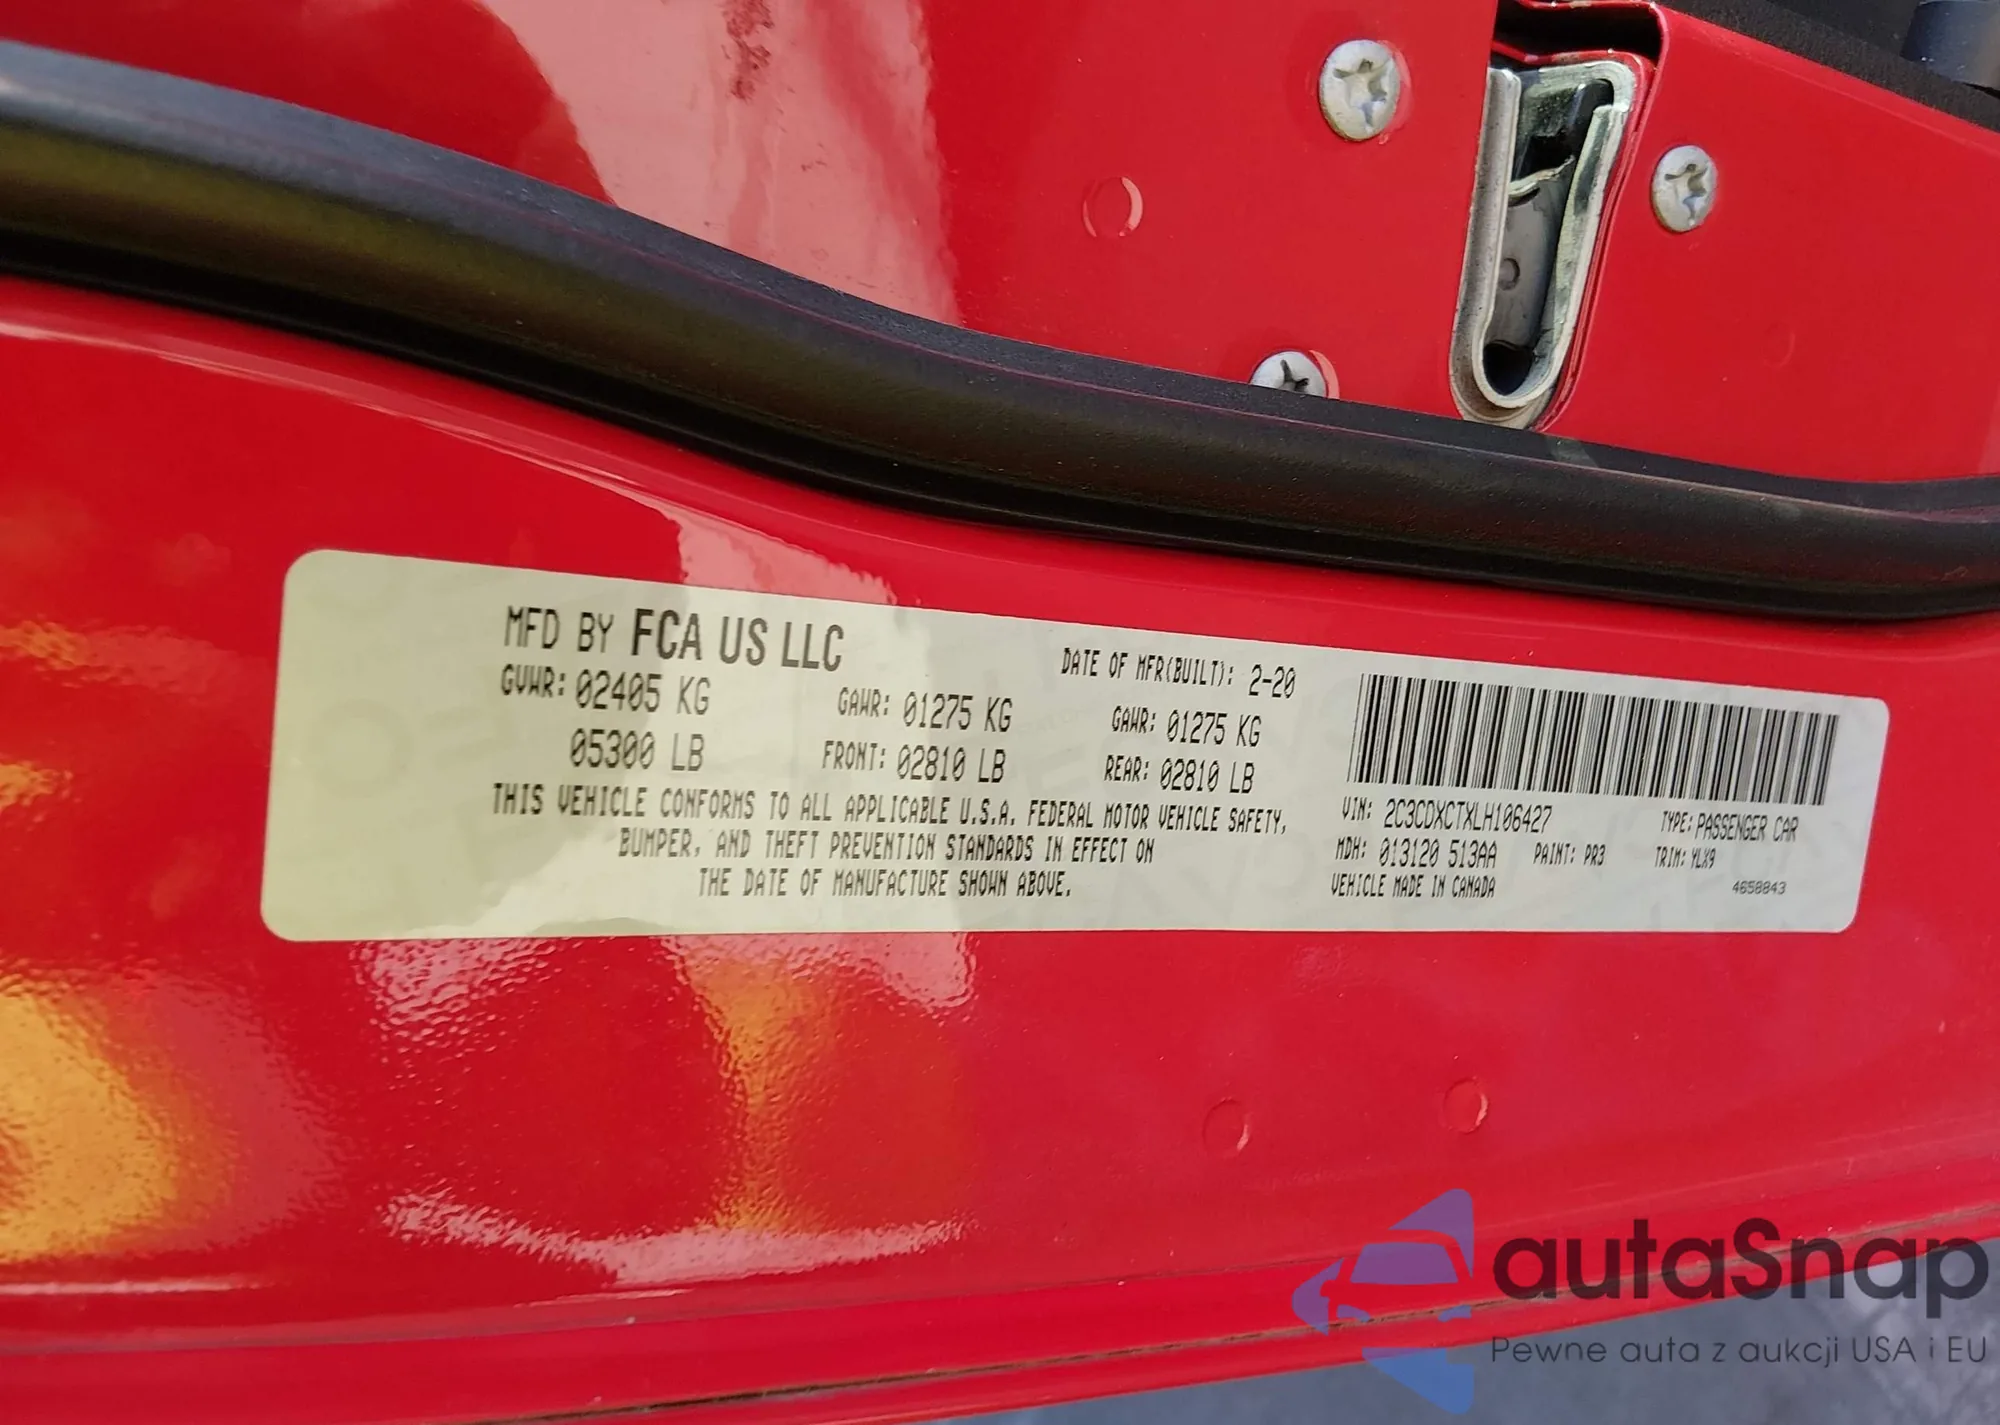 MFD BY FCA US LLC
DATE OF MFR(BUILT): 2-20
GVWR: 02405 KG
GAWR: 01275 KG
GAWR: 01275 KG
05300 LB
FRONT: 02810 LB
REAR: 02810 LB
THIS VEHICLE CONFORMS TO ALL APPLICABLE U.S.A. FEDERAL MOTOR VEHICLE SAFETY,
BUMPER, AND THEFT PREVENTION STANDARDS IN EFFECT ON
THE DATE OF MANUFACTURE SHOWN ABOVE.
VIN: 2C3CDXCTXLH106427
TYPE: PASSENGER CAR
MDH: 013120 513AA
PAINT: PR3
TRIM: YLX9
VEHICLE MADE IN CANADA
4658843
autaSnap
Pewne auta z aukcji USA i EU